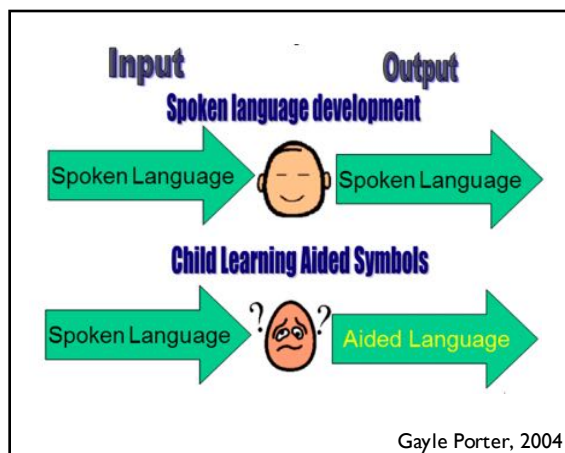 Input Output
Spoken language development
Spoken Language Spoken Language
Child Learning Aided Symbols
Spoken Language ? ? Aided Language
Gayle Porter, 2004